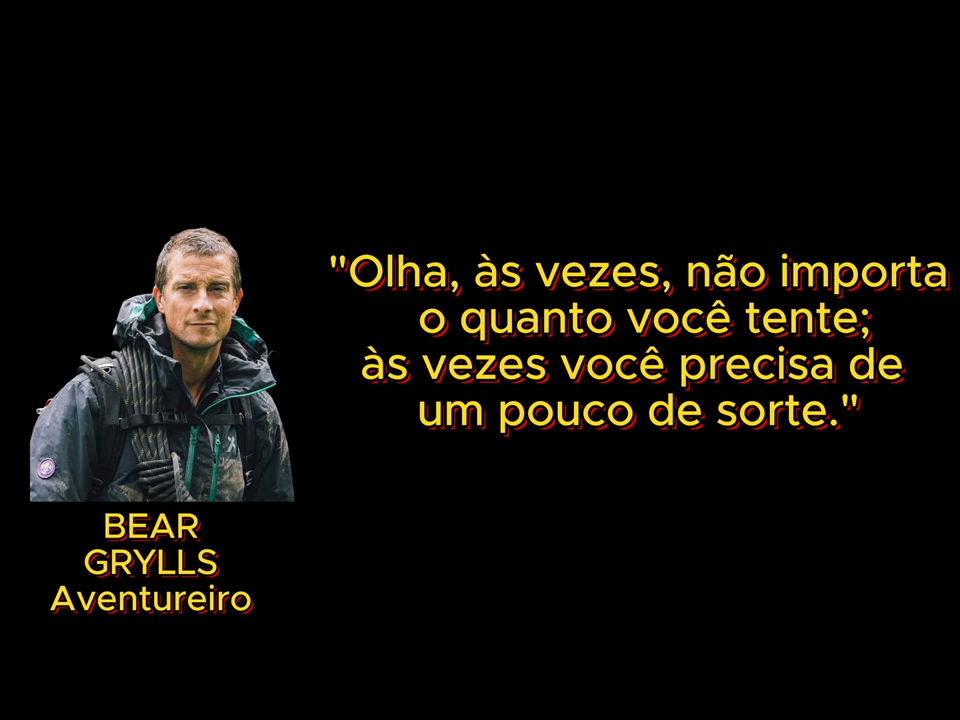 "Olha, às vezes, não importa
o quanto você tente;
às vezes você precisa de
um pouco de sorte."
BEAR
GRYLLS
Aventureiro